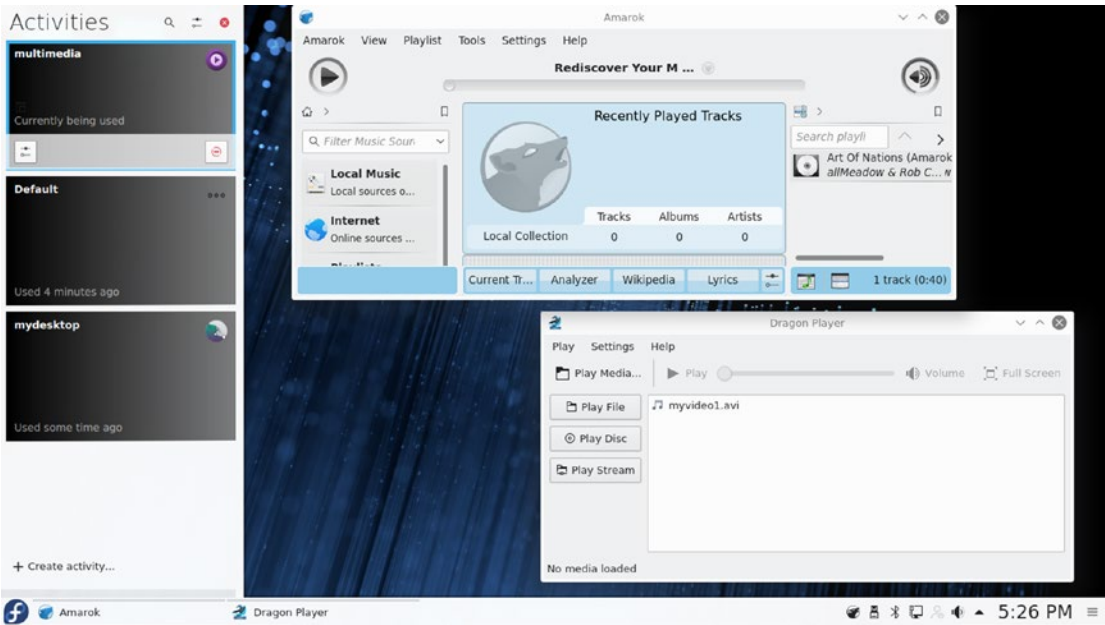 Activities
multimedia
Currently being used
Default
Used 4 minutes ago
mydesktop
Used some time ago
+ Create activity...
Amarok
Amarok View Playlist Tools Settings Help
Rediscover Your M ...
Filter Music Sour
Local Music
Local sources o...
Internet
Online sources ...
Recently Played Tracks
Tracks Albums Artists
Local Collection 0 0 0
Current Tr... Analyzer Wikipedia Lyrics
Search playli
Art Of Nations (Amarok
allMeadow & Rob C...
1 track (0:40)
Dragon Player
Play Settings Help
Play Media... Play Volume Full Screen
Play File
Play Disc
Play Stream
myvideo1.avi
No media loaded
Amarok Dragon Player 5:26 PM